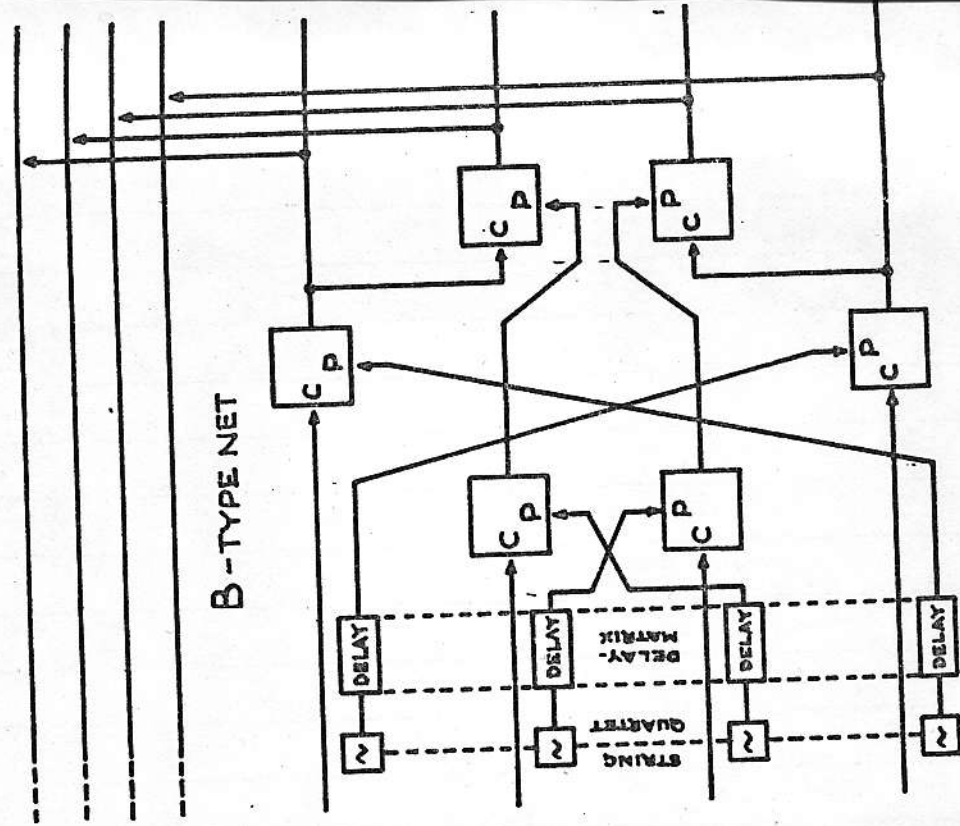 B-TYPE NET
C P
C P
C P
C P
C P
C P
DELAY
DELAY
DELAY
DELAY
DELAY-
MATRIX
STRING
QUARTET
~
~
~
~